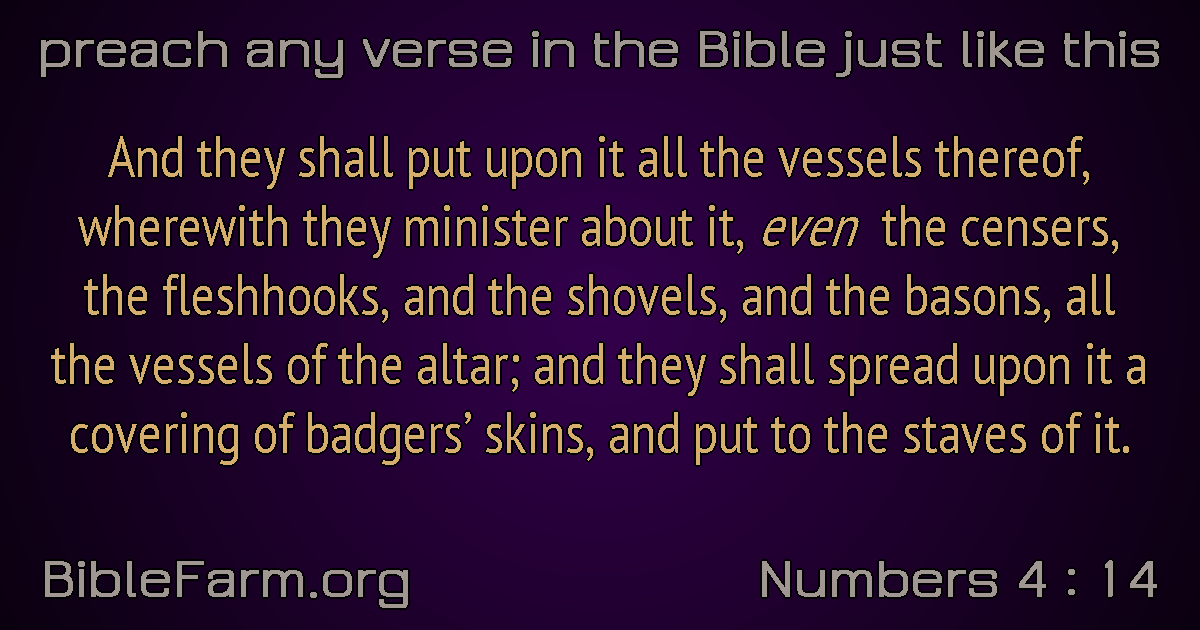 preach any verse in the Bible just like this
And they shall put upon it all the vessels thereof,
wherewith they minister about it, even the censers,
the fleshhooks, and the shovels, and the basons, all
the vessels of the altar; and they shall spread upon it a
covering of badgers’ skins, and put to the staves of it.
BibleFarm.org
Numbers 4 : 14